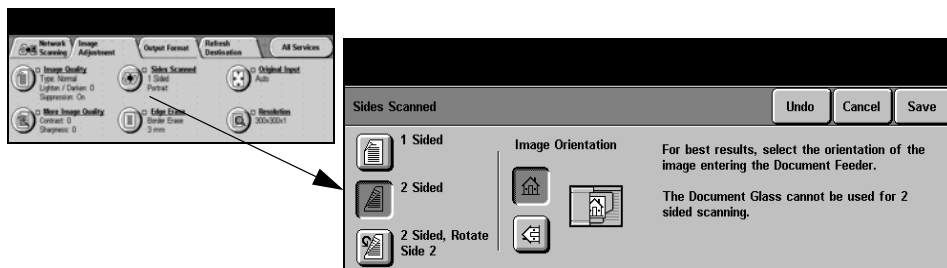 Network Scanning
Image Adjustment
Output Format
Refresh Destination
All Services
Image Quality
Type: Normal
Lighten / Darken: 0
Suppression: On
Sides Scanned
1 Sided
Portrait
Original Input
Auto
More Image Quality
Contrast: 0
Sharpness: 0
Edge Erase
Border Erase
3 mm
Resolution
300x300x1
Sides Scanned
Undo
Cancel
Save
1 Sided
2 Sided
2 Sided, Rotate
Side 2
Image Orientation
For best results, select the orientation of the
image entering the Document Feeder.
The Document Glass cannot be used for 2
sided scanning.